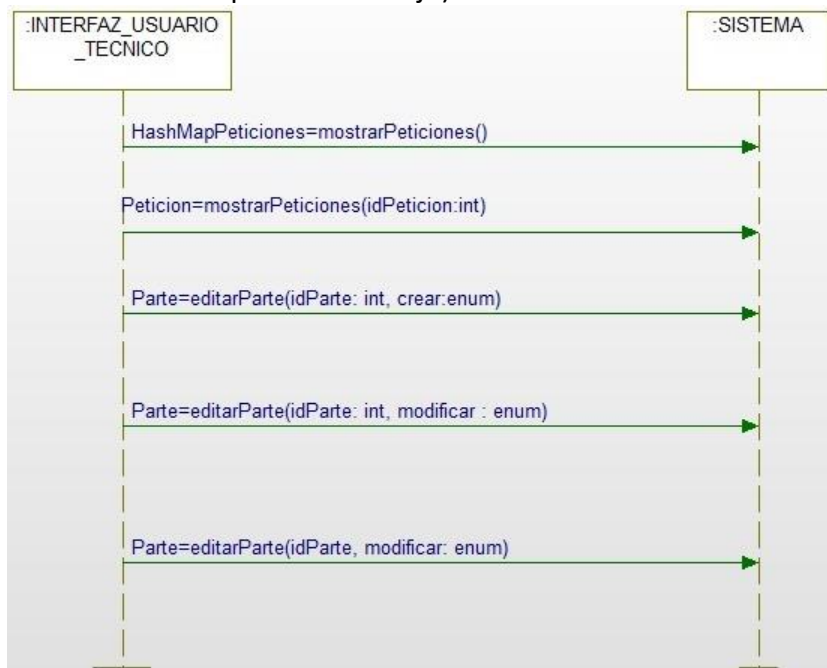 :INTERFAZ_USUARIO
_TECNICO
:SISTEMA
HashMapPeticiones=mostrarPeticiones()
Peticion=mostrarPeticiones(idPeticion:int)
Parte=editarParte(idParte: int, crear:enum)
Parte=editarParte(idParte: int, modificar : enum)
Parte=editarParte(idParte, modificar: enum)